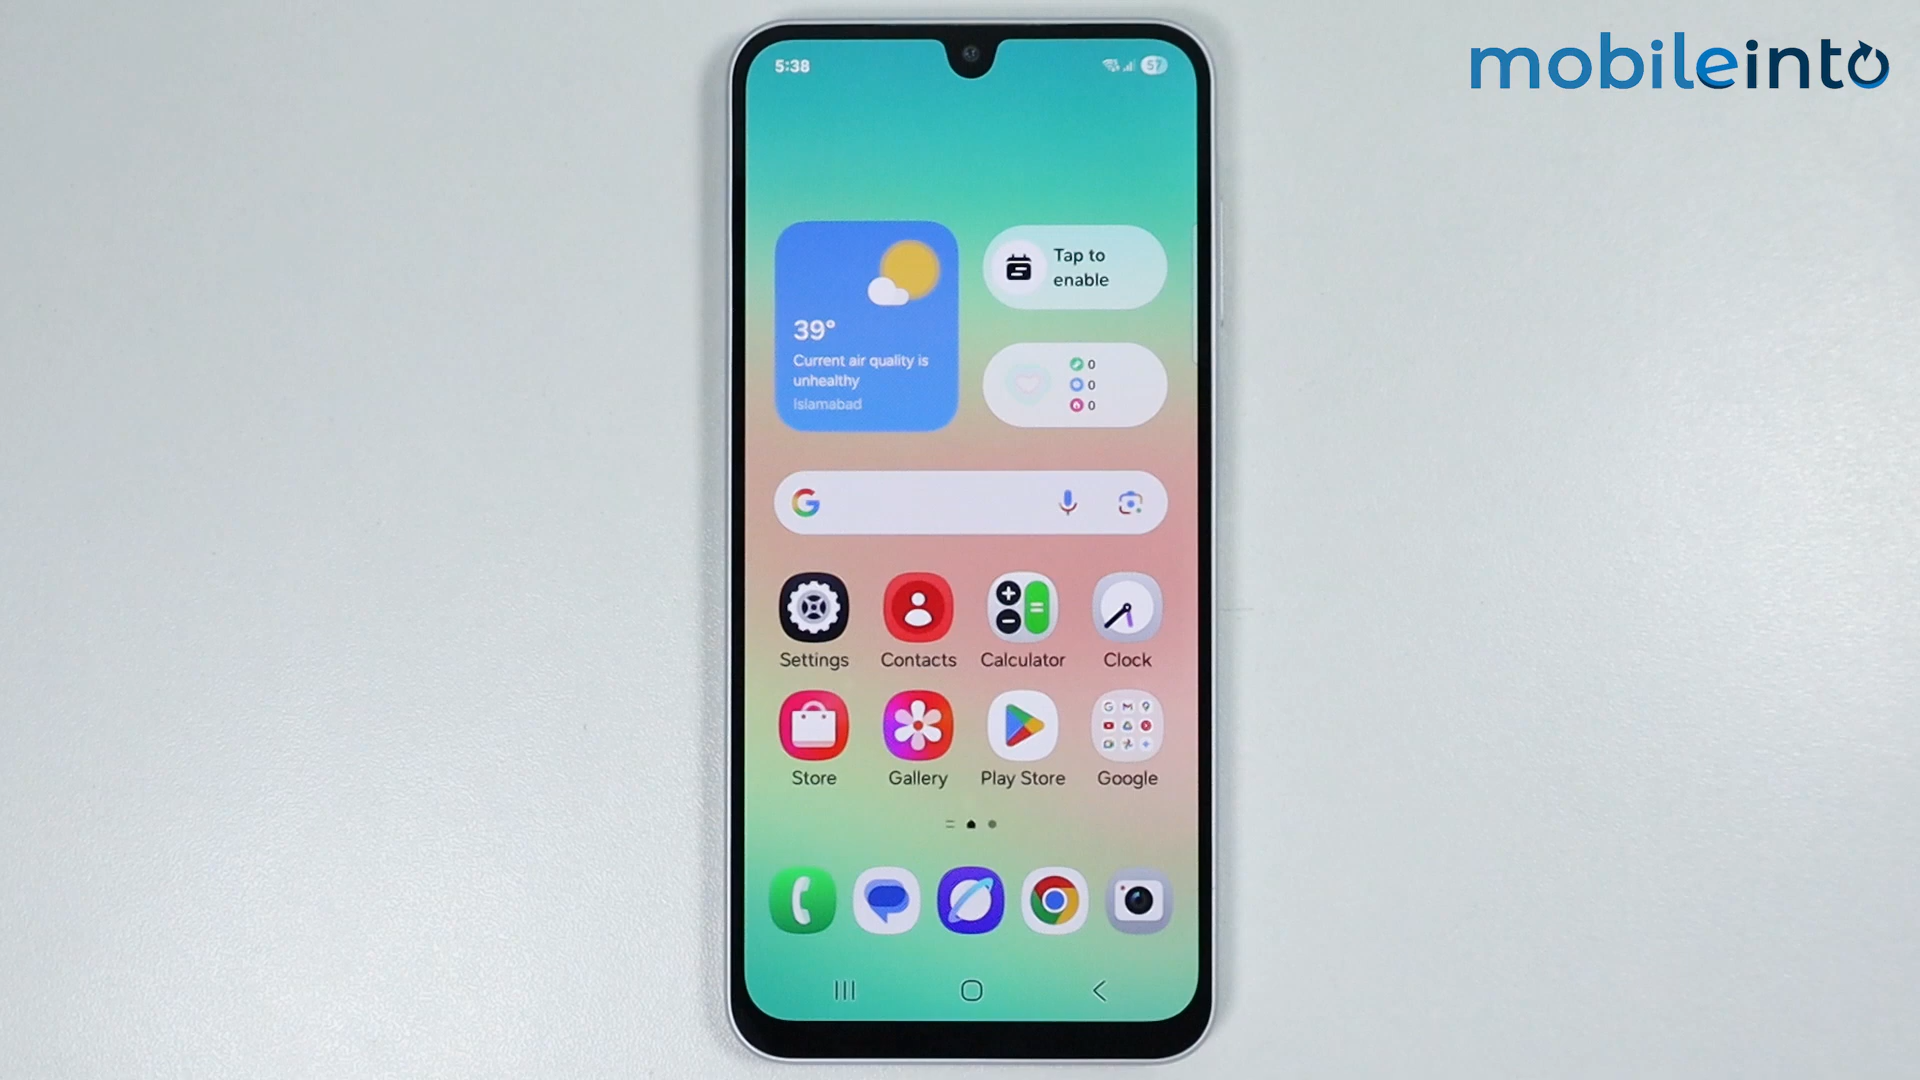 mobileinto
5:38
57
39°
Current air quality is
unhealthy
Islamabad
Tap to
enable
0
0
0
Settings
Contacts
Calculator
Clock
Store
Gallery
Play Store
Google